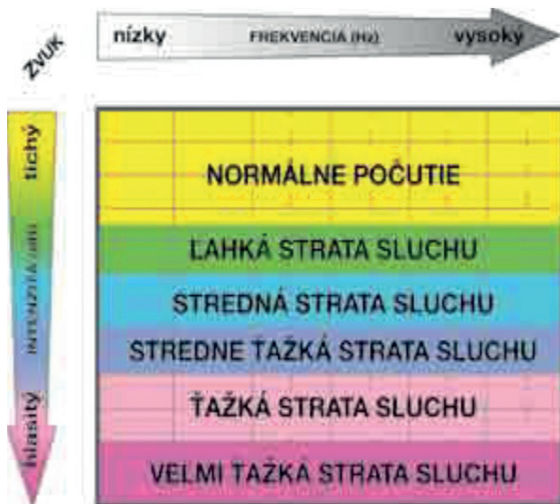 ZVUK
nízky FREKVENCIA (Hz) vysoký
tichý
INTENZITA (dB)
hlasitý
NORMÁLNE POČUTIE
ĽAHKÁ STRATA SLUCHU
STREDNÁ STRATA SLUCHU
STREDNE ŤAŽKÁ STRATA SLUCHU
ŤAŽKÁ STRATA SLUCHU
VEĽMI ŤAŽKÁ STRATA SLUCHU